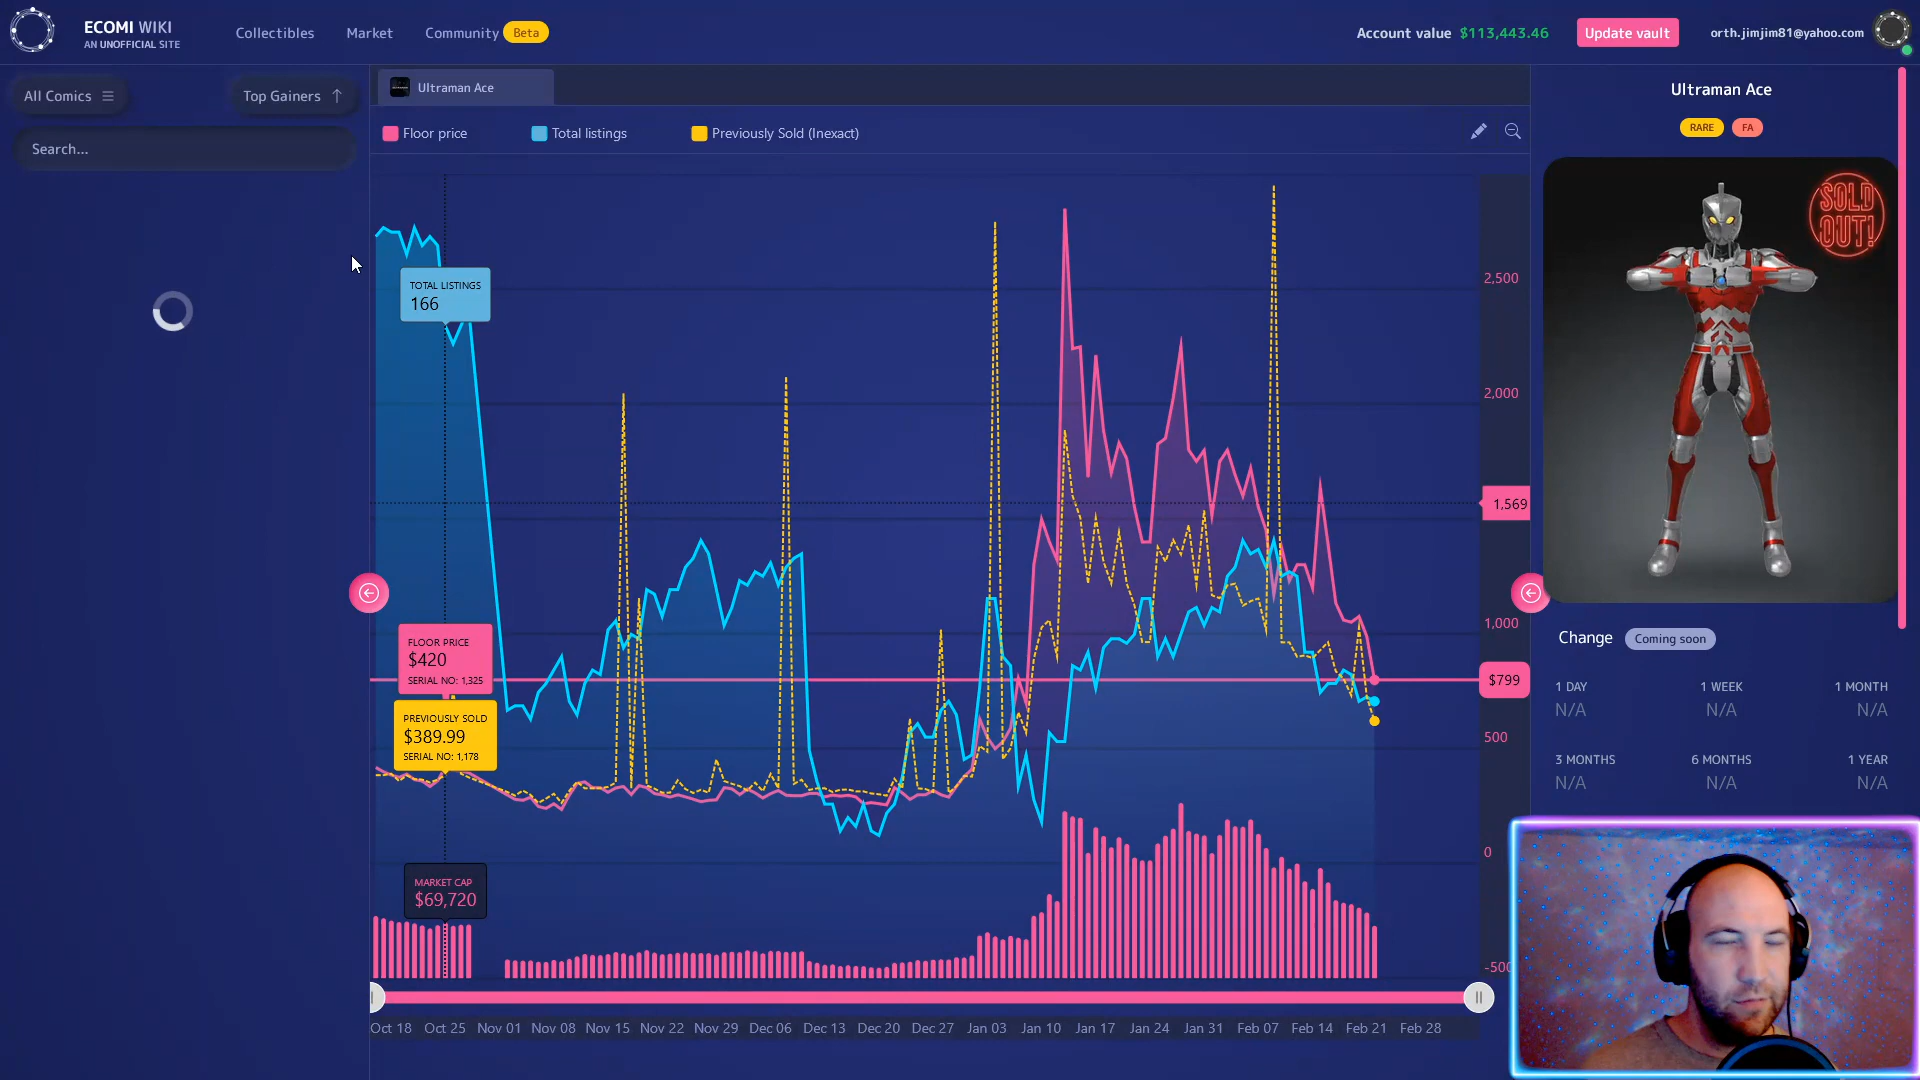 ECOMI WIKI
AN UNOFFICIAL SITE
Collectibles
Market
Community Beta
Account value $113,443.46
Update vault
orth.jimjim81@yahoo.com
All Comics
Top Gainers
Search...
Ultraman Ace
Floor price
Total listings
Previously Sold (Inexact)
TOTAL LISTINGS
166
FLOOR PRICE
$420
SERIAL NO: 1,325
PREVIOUSLY SOLD
$389.99
SERIAL NO: 1,178
MARKET CAP
$69,720
2,500
2,000
1,569
1,000
$799
500
0
-500
Oct 18 Oct 25 Nov 01 Nov 08 Nov 15 Nov 22 Nov 29 Dec 06 Dec 13 Dec 20 Dec 27 Jan 03 Jan 10 Jan 17 Jan 24 Jan 31 Feb 07 Feb 14 Feb 21 Feb 28
Ultraman Ace
RARE FA
SOLD
OUT!
Change Coming soon
1 DAY 1 WEEK 1 MONTH
N/A N/A N/A
3 MONTHS 6 MONTHS 1 YEAR
N/A N/A N/A